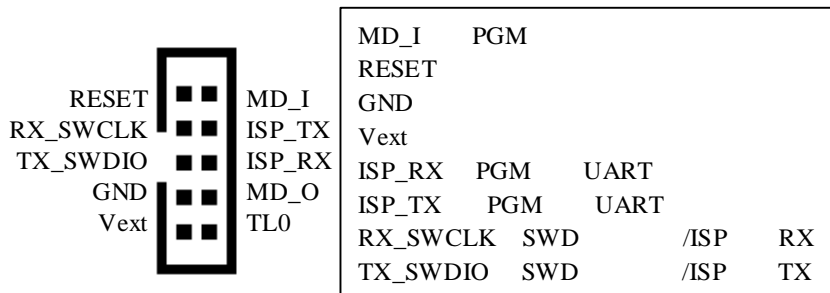 RESET MD_I
RX_SWCLK ISP_TX
TX_SWDIO ISP_RX
GND MD_O
Vext TL0
MD_I PGM
RESET
GND
Vext
ISP_RX PGM UART
ISP_TX PGM UART
RX_SWCLK SWD /ISP RX
TX_SWDIO SWD /ISP TX